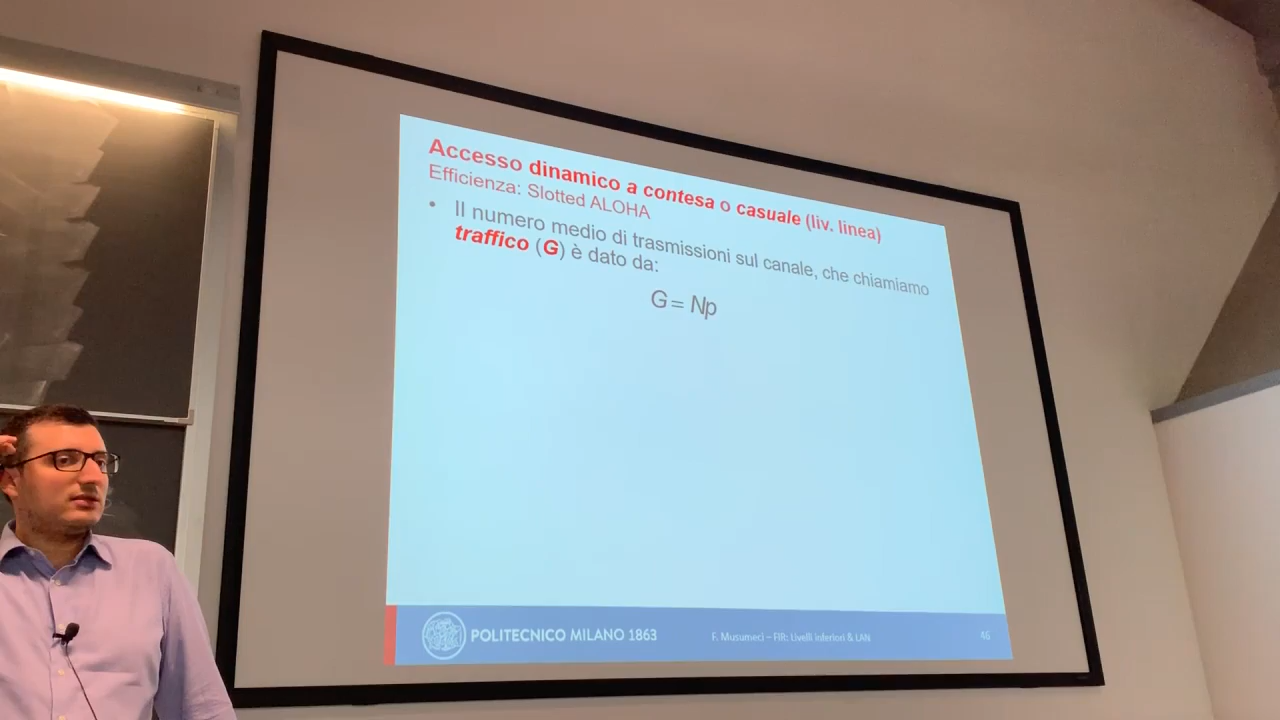 Accesso dinamico a contesa o casuale (liv. linea)
Efficienza: Slotted ALOHA
• Il numero medio di trasmissioni sul canale, che chiamiamo
traffico (G) è dato da:
G = Np
POLITECNICO MILANO 1863
F. Musumeci – FIR: Livelli inferiori & LAN
46